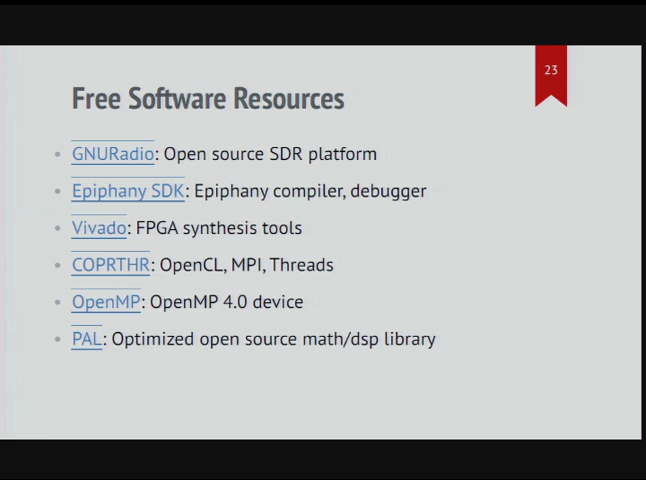 23
Free Software Resources
GNURadio: Open source SDR platform
Epiphany SDK: Epiphany compiler, debugger
Vivado: FPGA synthesis tools
COPRTHR: OpenCL, MPI, Threads
OpenMP: OpenMP 4.0 device
PAL: Optimized open source math/dsp library